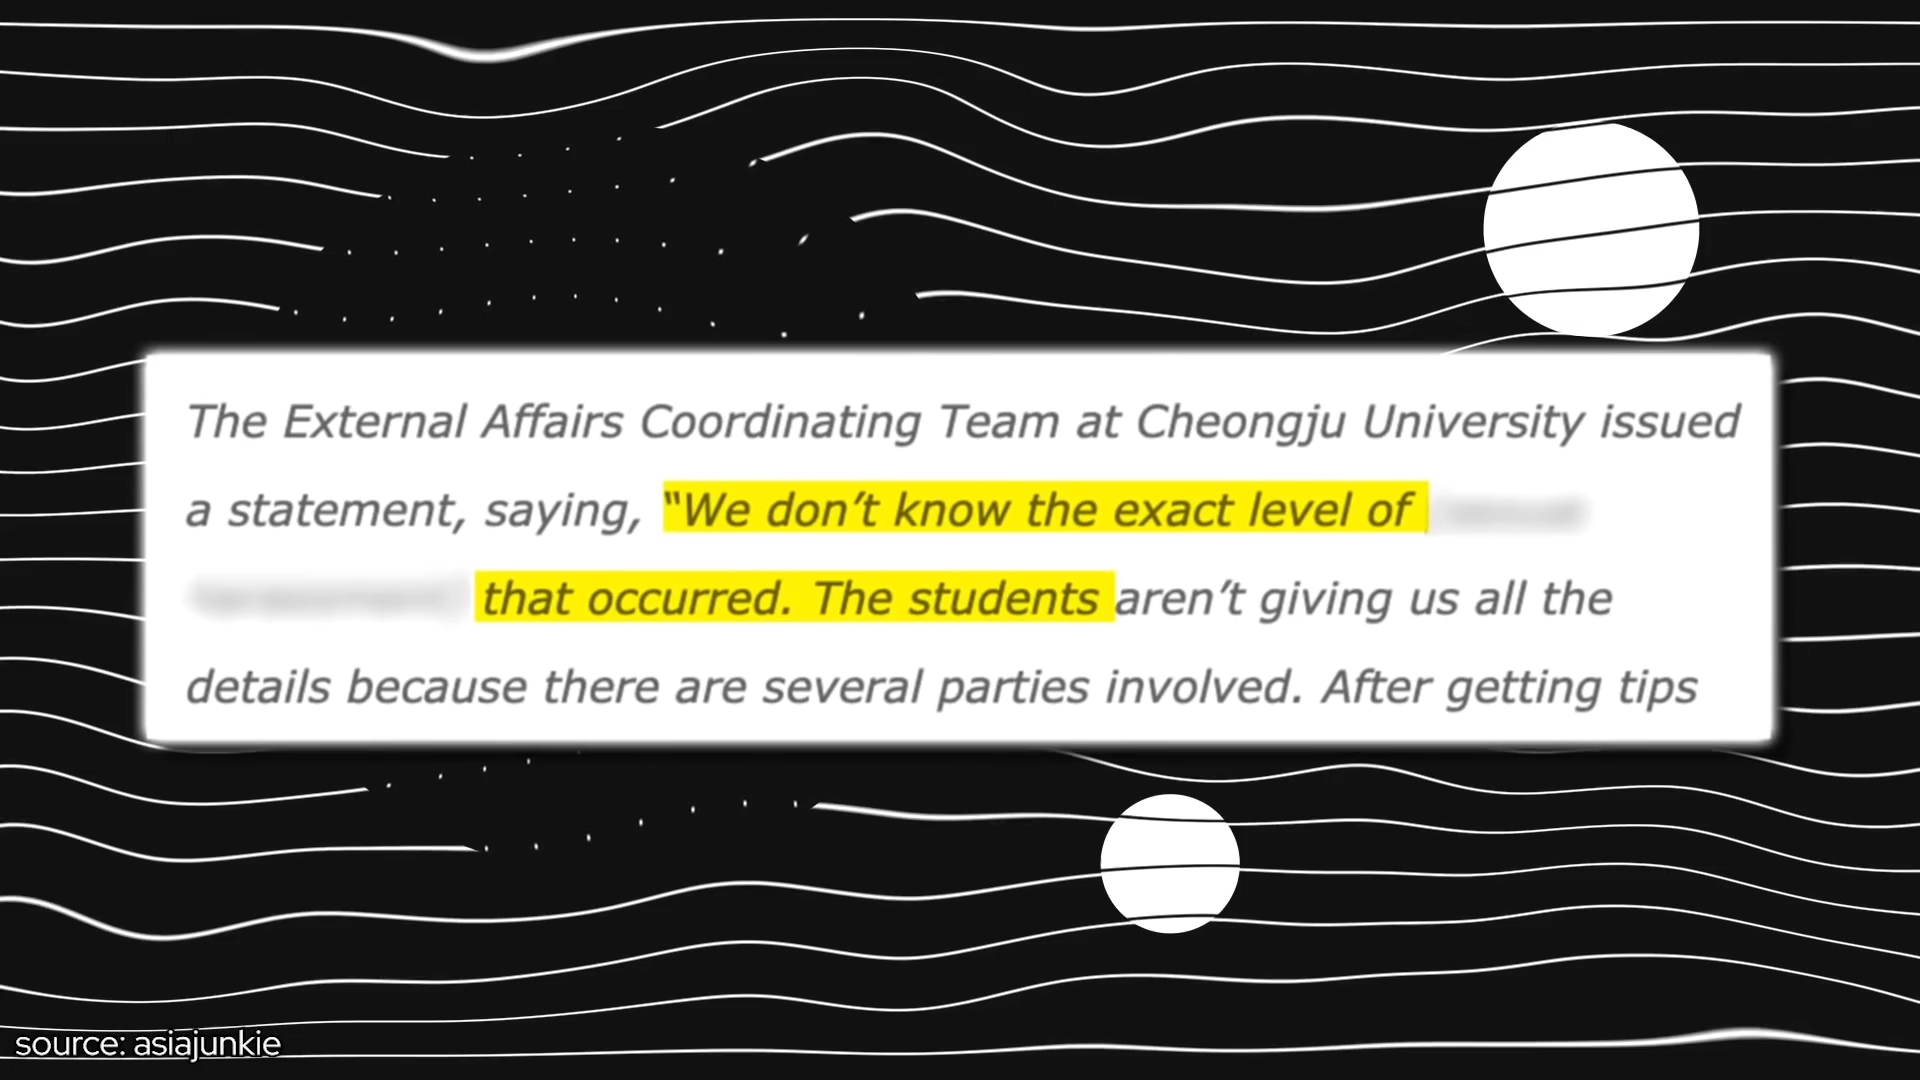 The External Affairs Coordinating Team at Cheongju University issued
a statement, saying, “We don’t know the exact level of
that occurred. The students aren’t giving us all the
details because there are several parties involved. After getting tips
source: asiajunkie